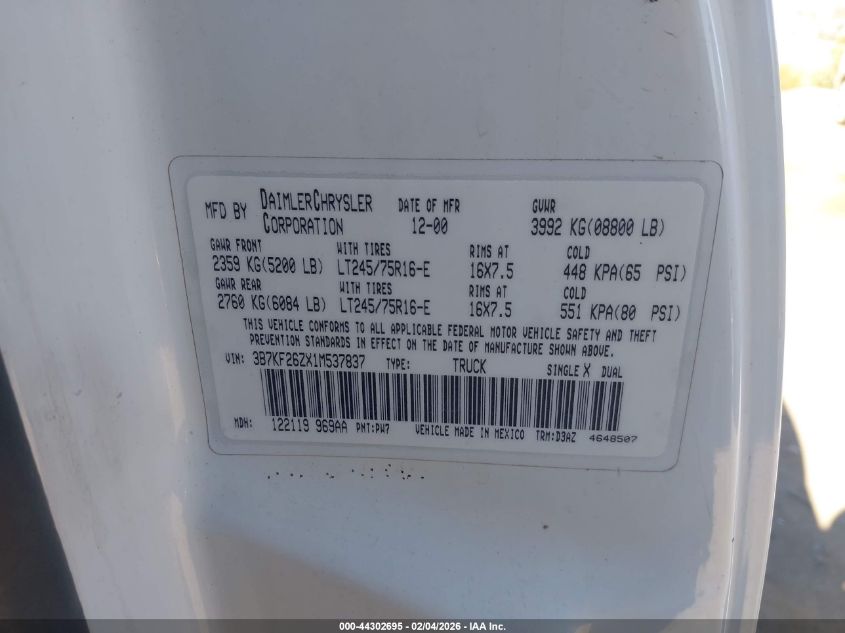 MFD BY DAIMLERCHRYSLER CORPORATION DATE OF MFR 12-00 GVWR 3992 KG(08800 LB)
GAWR FRONT WITH TIRES RIMS AT COLD
2359 KG(5200 LB) LT245/75R16-E 16X7.5 448 KPA(65 PSI)
GAWR REAR WITH TIRES RIMS AT COLD
2760 KG(6084 LB) LT245/75R16-E 16X7.5 551 KPA(80 PSI)
THIS VEHICLE CONFORMS TO ALL APPLICABLE FEDERAL MOTOR VEHICLE SAFETY AND THEFT
PREVENTION STANDARDS IN EFFECT ON THE DATE OF MANUFACTURE SHOWN ABOVE.
VIN: 3B7KF26ZX1M537837 TYPE: TRUCK SINGLE X DUAL
MDH: 122119 969AA PNT:PW7 VEHICLE MADE IN MEXICO TRM:D3AZ 4648507
000-44302695 - 02/04/2026 - IAA Inc.